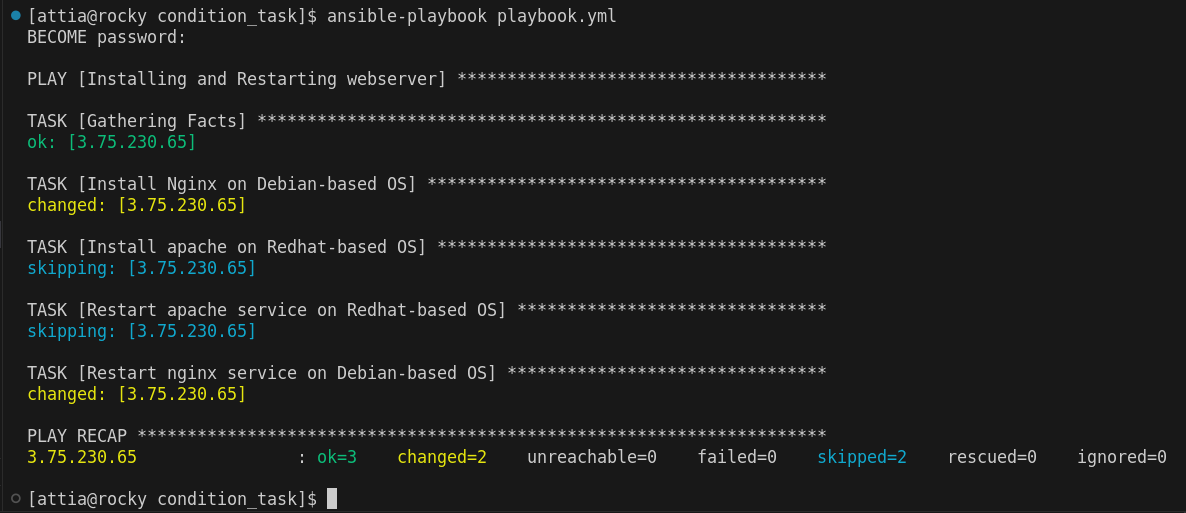 [attia@rocky condition_task]$ ansible-playbook playbook.yml
BECOME password:
PLAY [Installing and Restarting webserver] *************************************
TASK [Gathering Facts] *********************************************************
ok: [3.75.230.65]
TASK [Install Nginx on Debian-based OS] ****************************************
changed: [3.75.230.65]
TASK [Install apache on Redhat-based OS] ***************************************
skipping: [3.75.230.65]
TASK [Restart apache service on Redhat-based OS] *******************************
skipping: [3.75.230.65]
TASK [Restart nginx service on Debian-based OS] ********************************
changed: [3.75.230.65]
PLAY RECAP *********************************************************************
3.75.230.65                : ok=3    changed=2    unreachable=0    failed=0    skipped=2    rescued=0    ignored=0
[attia@rocky condition_task]$